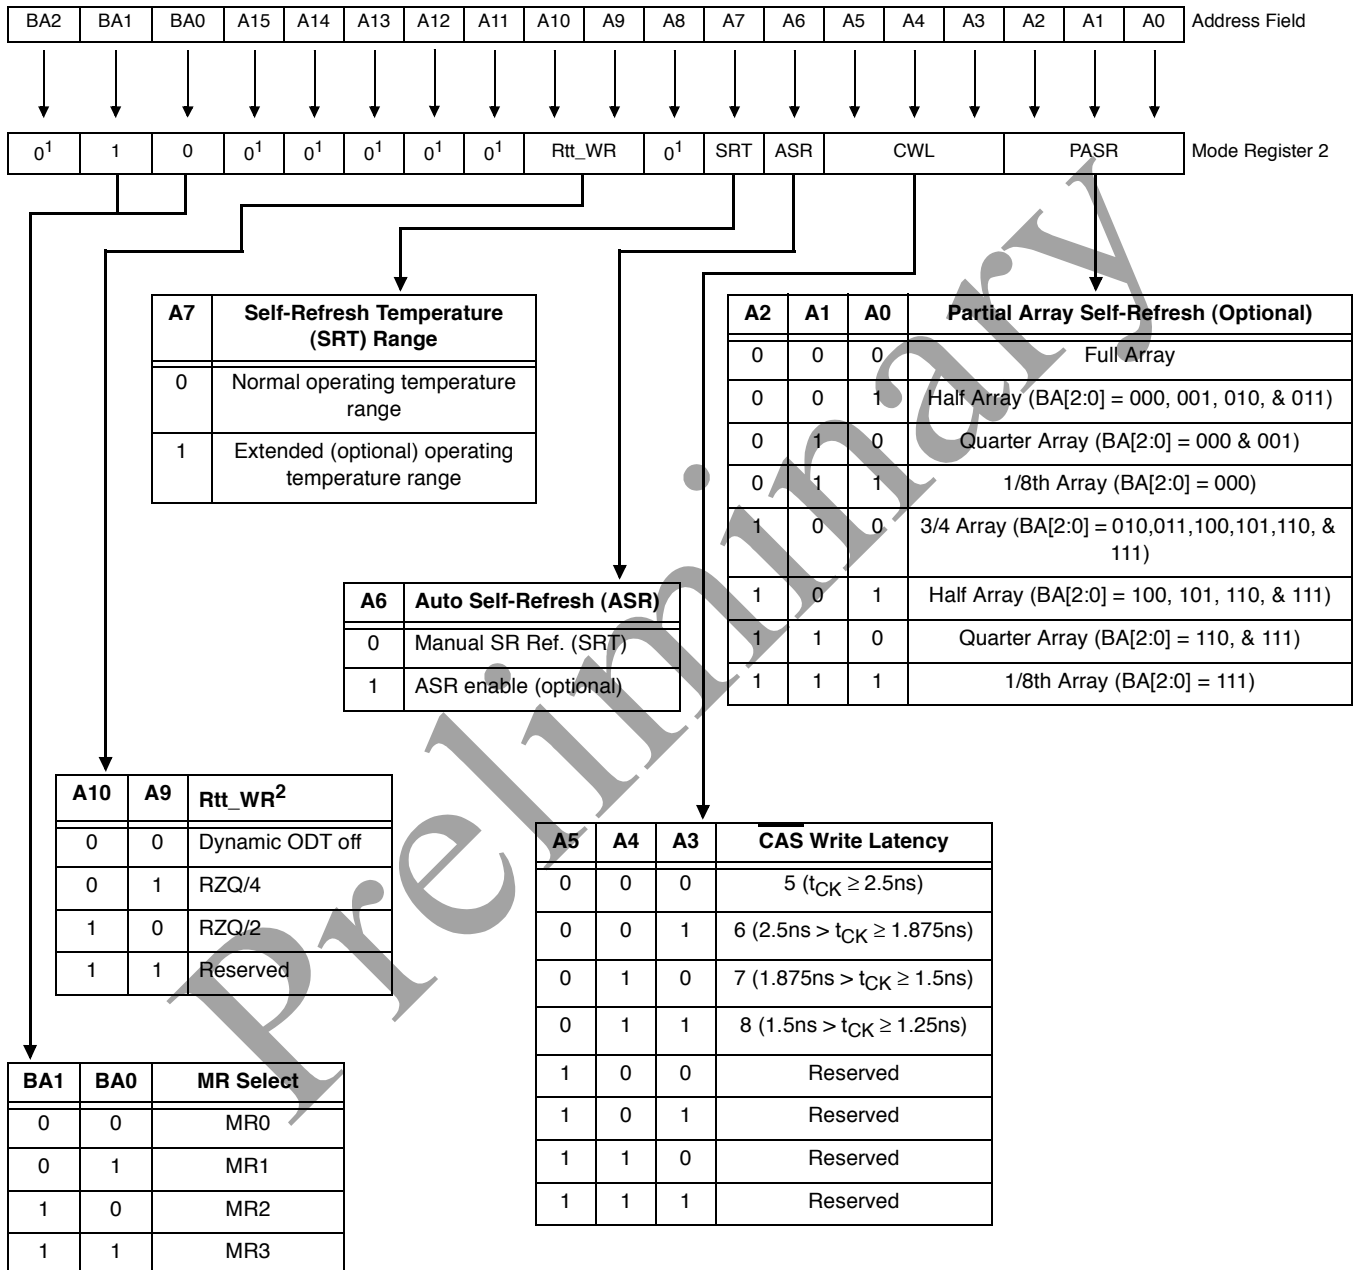 BA2 BA1 BA0 A15 A14 A13 A12 A11 A10 A9 A8 A7 A6 A5 A4 A3 A2 A1 A0 Address Field
0¹ 1 0 0¹ 0¹ 0¹ 0¹ 0¹ Rtt_WR 0¹ SRT ASR CWL PASR Mode Register 2
A7 Self-Refresh Temperature
(SRT) Range
0 Normal operating temperature
range
1 Extended (optional) operating
temperature range
A2 A1 A0 Partial Array Self-Refresh (Optional)
0 0 0 Full Array
0 0 1 Half Array (BA[2:0] = 000, 001, 010, & 011)
0 1 0 Quarter Array (BA[2:0] = 000 & 001)
0 1 1 1/8th Array (BA[2:0] = 000)
1 0 0 3/4 Array (BA[2:0] = 010,011,100,101,110, &
111)
1 0 1 Half Array (BA[2:0] = 100, 101, 110, & 111)
1 1 0 Quarter Array (BA[2:0] = 110, & 111)
1 1 1 1/8th Array (BA[2:0] = 111)
A6 Auto Self-Refresh (ASR)
0 Manual SR Ref. (SRT)
1 ASR enable (optional)
A10 A9 Rtt_WR²
0 0 Dynamic ODT off
0 1 RZQ/4
1 0 RZQ/2
1 1 Reserved
A5 A4 A3 CAS Write Latency
0 0 0 5 (tCK ≥ 2.5ns)
0 0 1 6 (2.5ns > tCK ≥ 1.875ns)
0 1 0 7 (1.875ns > tCK ≥ 1.5ns)
0 1 1 8 (1.5ns > tCK ≥ 1.25ns)
1 0 0 Reserved
1 0 1 Reserved
1 1 0 Reserved
1 1 1 Reserved
BA1 BA0 MR Select
0 0 MR0
0 1 MR1
1 0 MR2
1 1 MR3
Preliminary